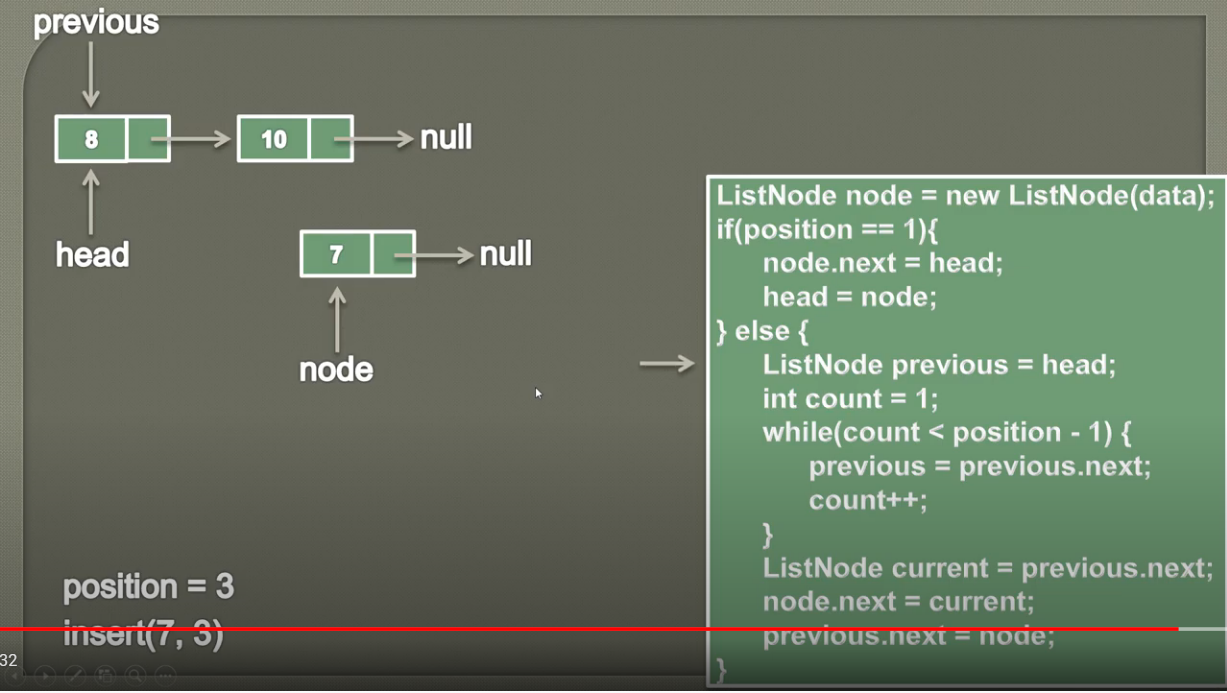 previous
8
10
null
head
7
null
node
ListNode node = new ListNode(data);
if(position == 1){
node.next = head;
head = node;
} else {
ListNode previous = head;
int count = 1;
while(count < position - 1) {
previous = previous.next;
count++;
}
ListNode current = previous.next;
node.next = current;
previous.next = node;
}
position = 3
insert(7, 3)
32